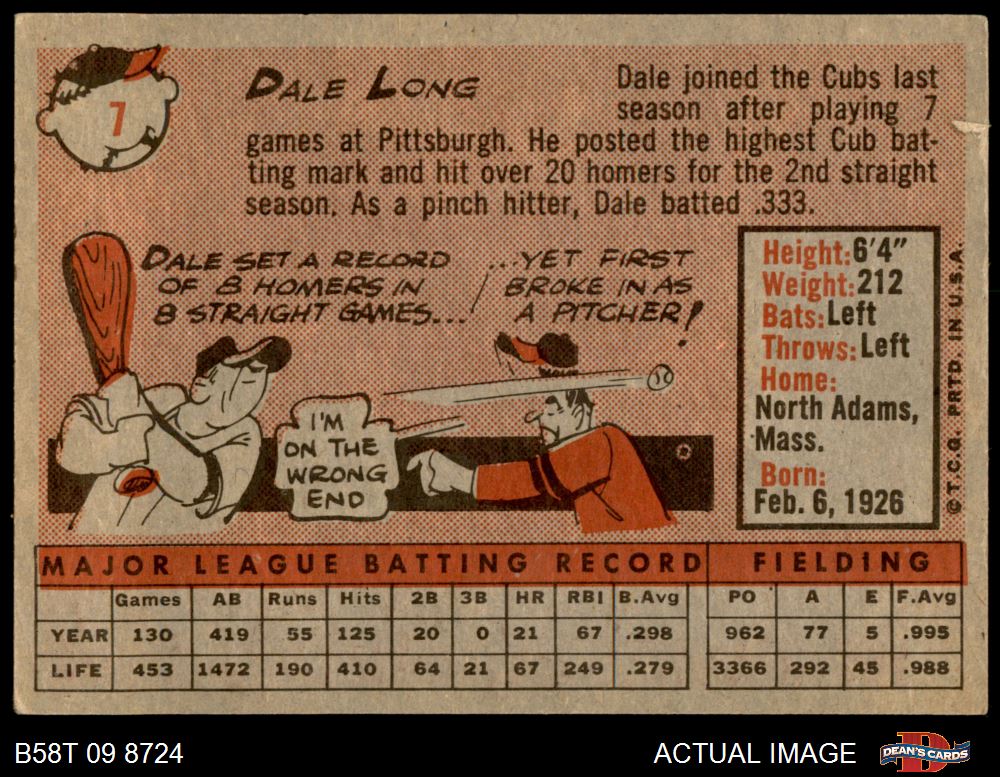 7
DALE LONG
Dale joined the Cubs last
season after playing 7
games at Pittsburgh. He posted the highest Cub bat-
ting mark and hit over 20 homers for the 2nd straight
season. As a pinch hitter, Dale batted .333.
DALE SET A RECORD
OF 8 HOMERS IN
8 STRAIGHT GAMES...
...YET FIRST
BROKE IN AS
A PITCHER!
I'M
ON THE
WRONG
END
Height: 6'4"
Weight: 212
Bats: Left
Throws: Left
Home:
North Adams,
Mass.
Born:
Feb. 6, 1926
© T.C.G. PRTD. IN U.S.A.
MAJOR LEAGUE BATTING RECORD FIELDING
Games AB Runs Hits 2B 3B HR RBI B.Avg PO A E F.Avg
YEAR 130 419 55 125 20 0 21 67 .298 962 77 5 .995
LIFE 453 1472 190 410 64 21 67 249 .279 3366 292 45 .988
B58T 09 8724
ACTUAL IMAGE
DEAN'S CARDS